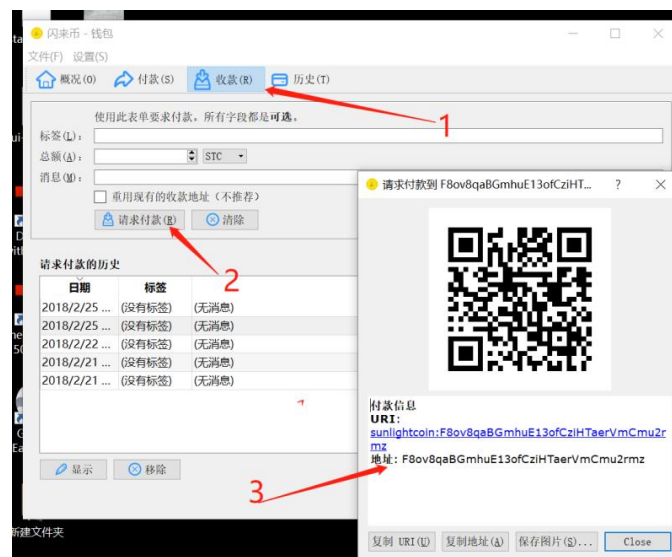 闪来币 - 钱包
文件(F) 设置(S)
概况(O) 付款(S) 收款(R) 历史(T)
使用此表单要求付款。所有字段都是可选。
标签(L):
总额(A): STC
消息(M):
重用现有的收款地址（不推荐）
请求付款(R) 清除
请求付款的历史
日期 标签
2018/2/25 ... (没有标签) (无消息)
2018/2/25 ... (没有标签) (无消息)
2018/2/22 ... (没有标签) (无消息)
2018/2/21 ... (没有标签) (无消息)
2018/2/21 ... (没有标签) (无消息)
显示 移除
新建文件夹
1
2
3
请求付款到 F8ov8qaBGmhuE13ofCziHT... ?
付款信息
URI:
sunlightcoin:F8ov8qaBGmhuE13ofCziHTaerVmCmu2r
mz
地址: F8ov8qaBGmhuE13ofCziHTaerVmCmu2rmz
复制 URI(U) 复制地址(A) 保存图片(S)... Close